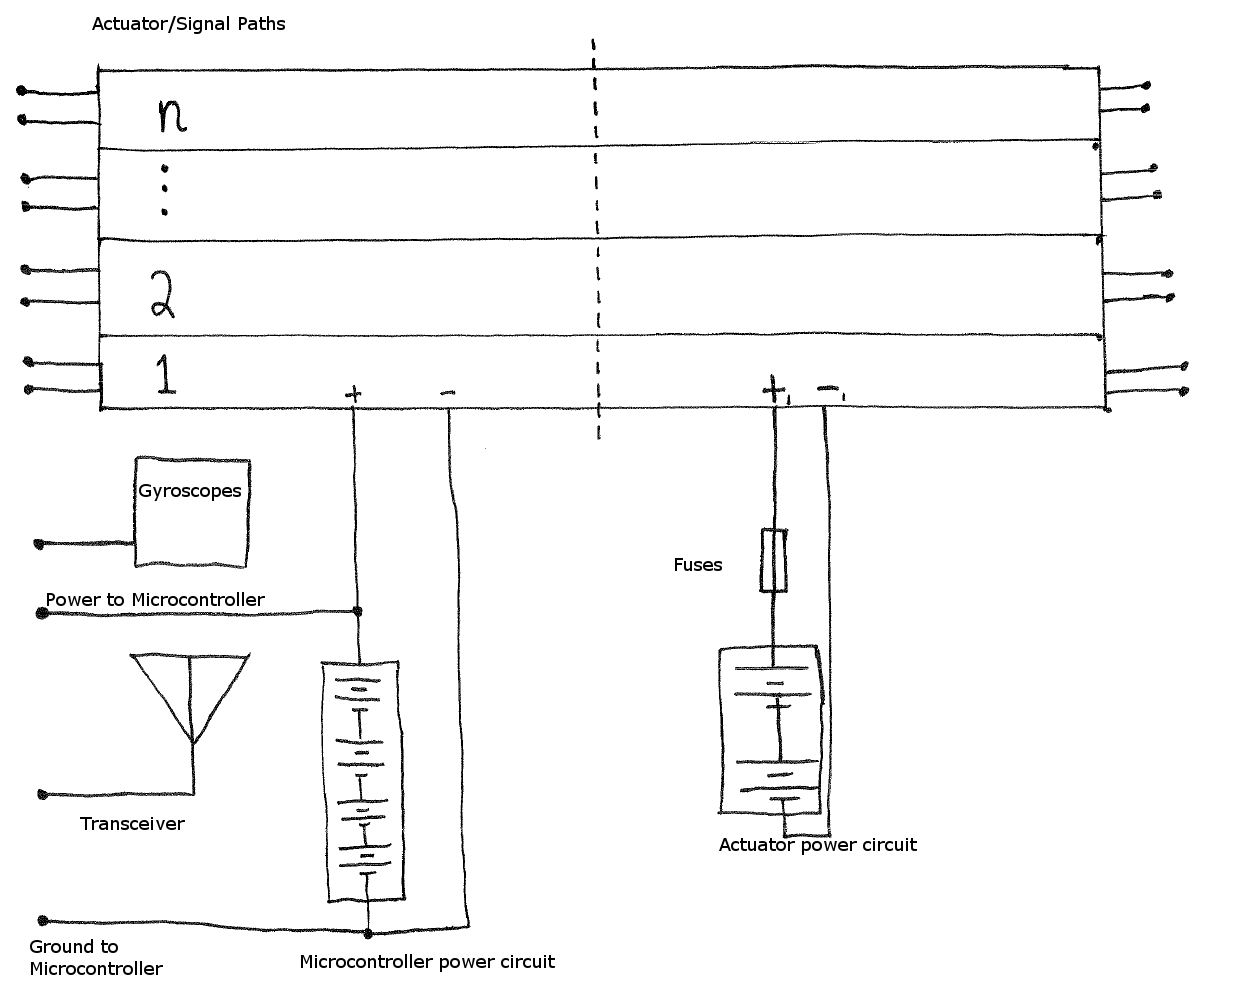 Actuator/Signal Paths
n
⋮
2
1
+ -
+, -,
Gyroscopes
Fuses
Power to Microcontroller
Transceiver
Actuator power circuit
Ground to
Microcontroller
Microcontroller power circuit